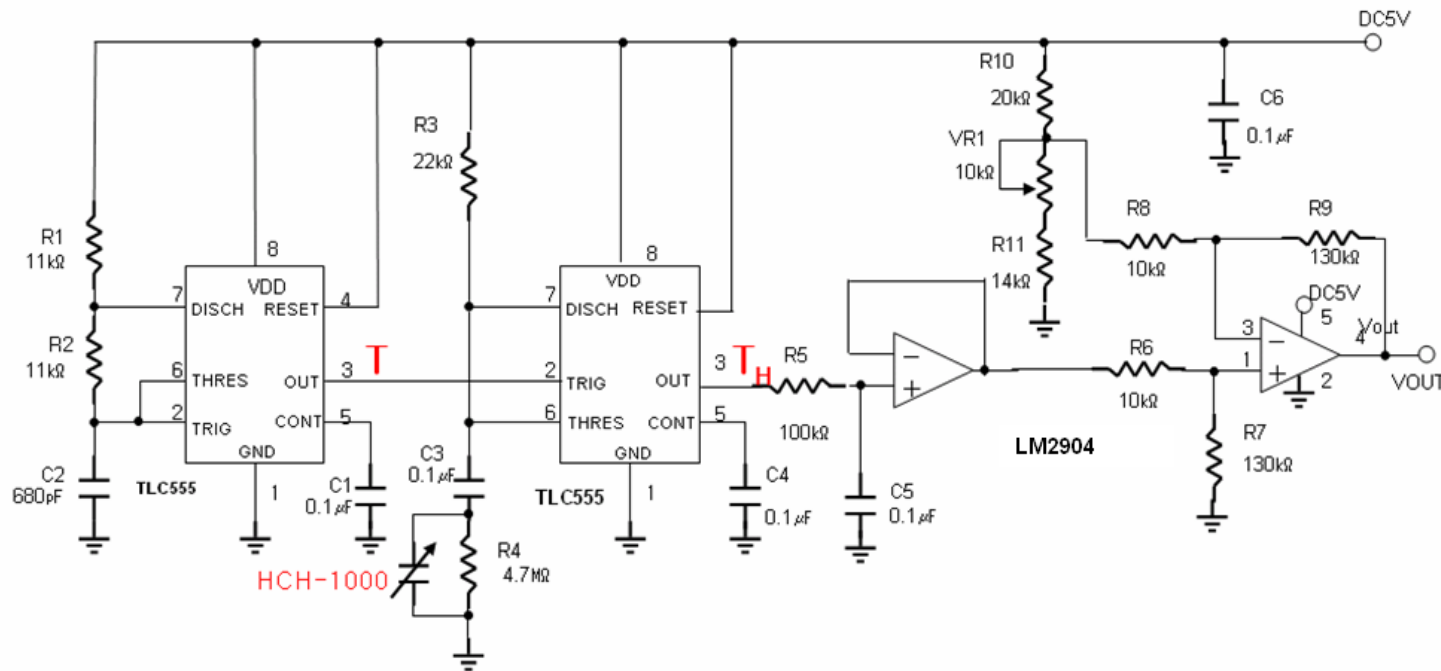 DC5V
R10
20kΩ
C6
0.1㎌
R3
22kΩ
VR1
10kΩ
R8
10kΩ
R9
130kΩ
R1
11kΩ
8
VDD
7
DISCH
RESET
4
R2
11kΩ
6
THRES
OUT
3
T
2
TRIG
CONT
5
GND
C2
680pF
TLC555
1
C1
0.1㎌
8
VDD
7
DISCH
RESET
2
TRIG
OUT
3
TH
6
THRES
CONT
5
GND
C3
0.1㎌
TLC555
1
C4
0.1㎌
R5
100kΩ
C5
0.1㎌
R11
14kΩ
DC5V
5
3
Vout
4
R6
10kΩ
1
2
VOUT
LM2904
R7
130kΩ
−
+
−
+
HCH-1000
R4
4.7MΩ